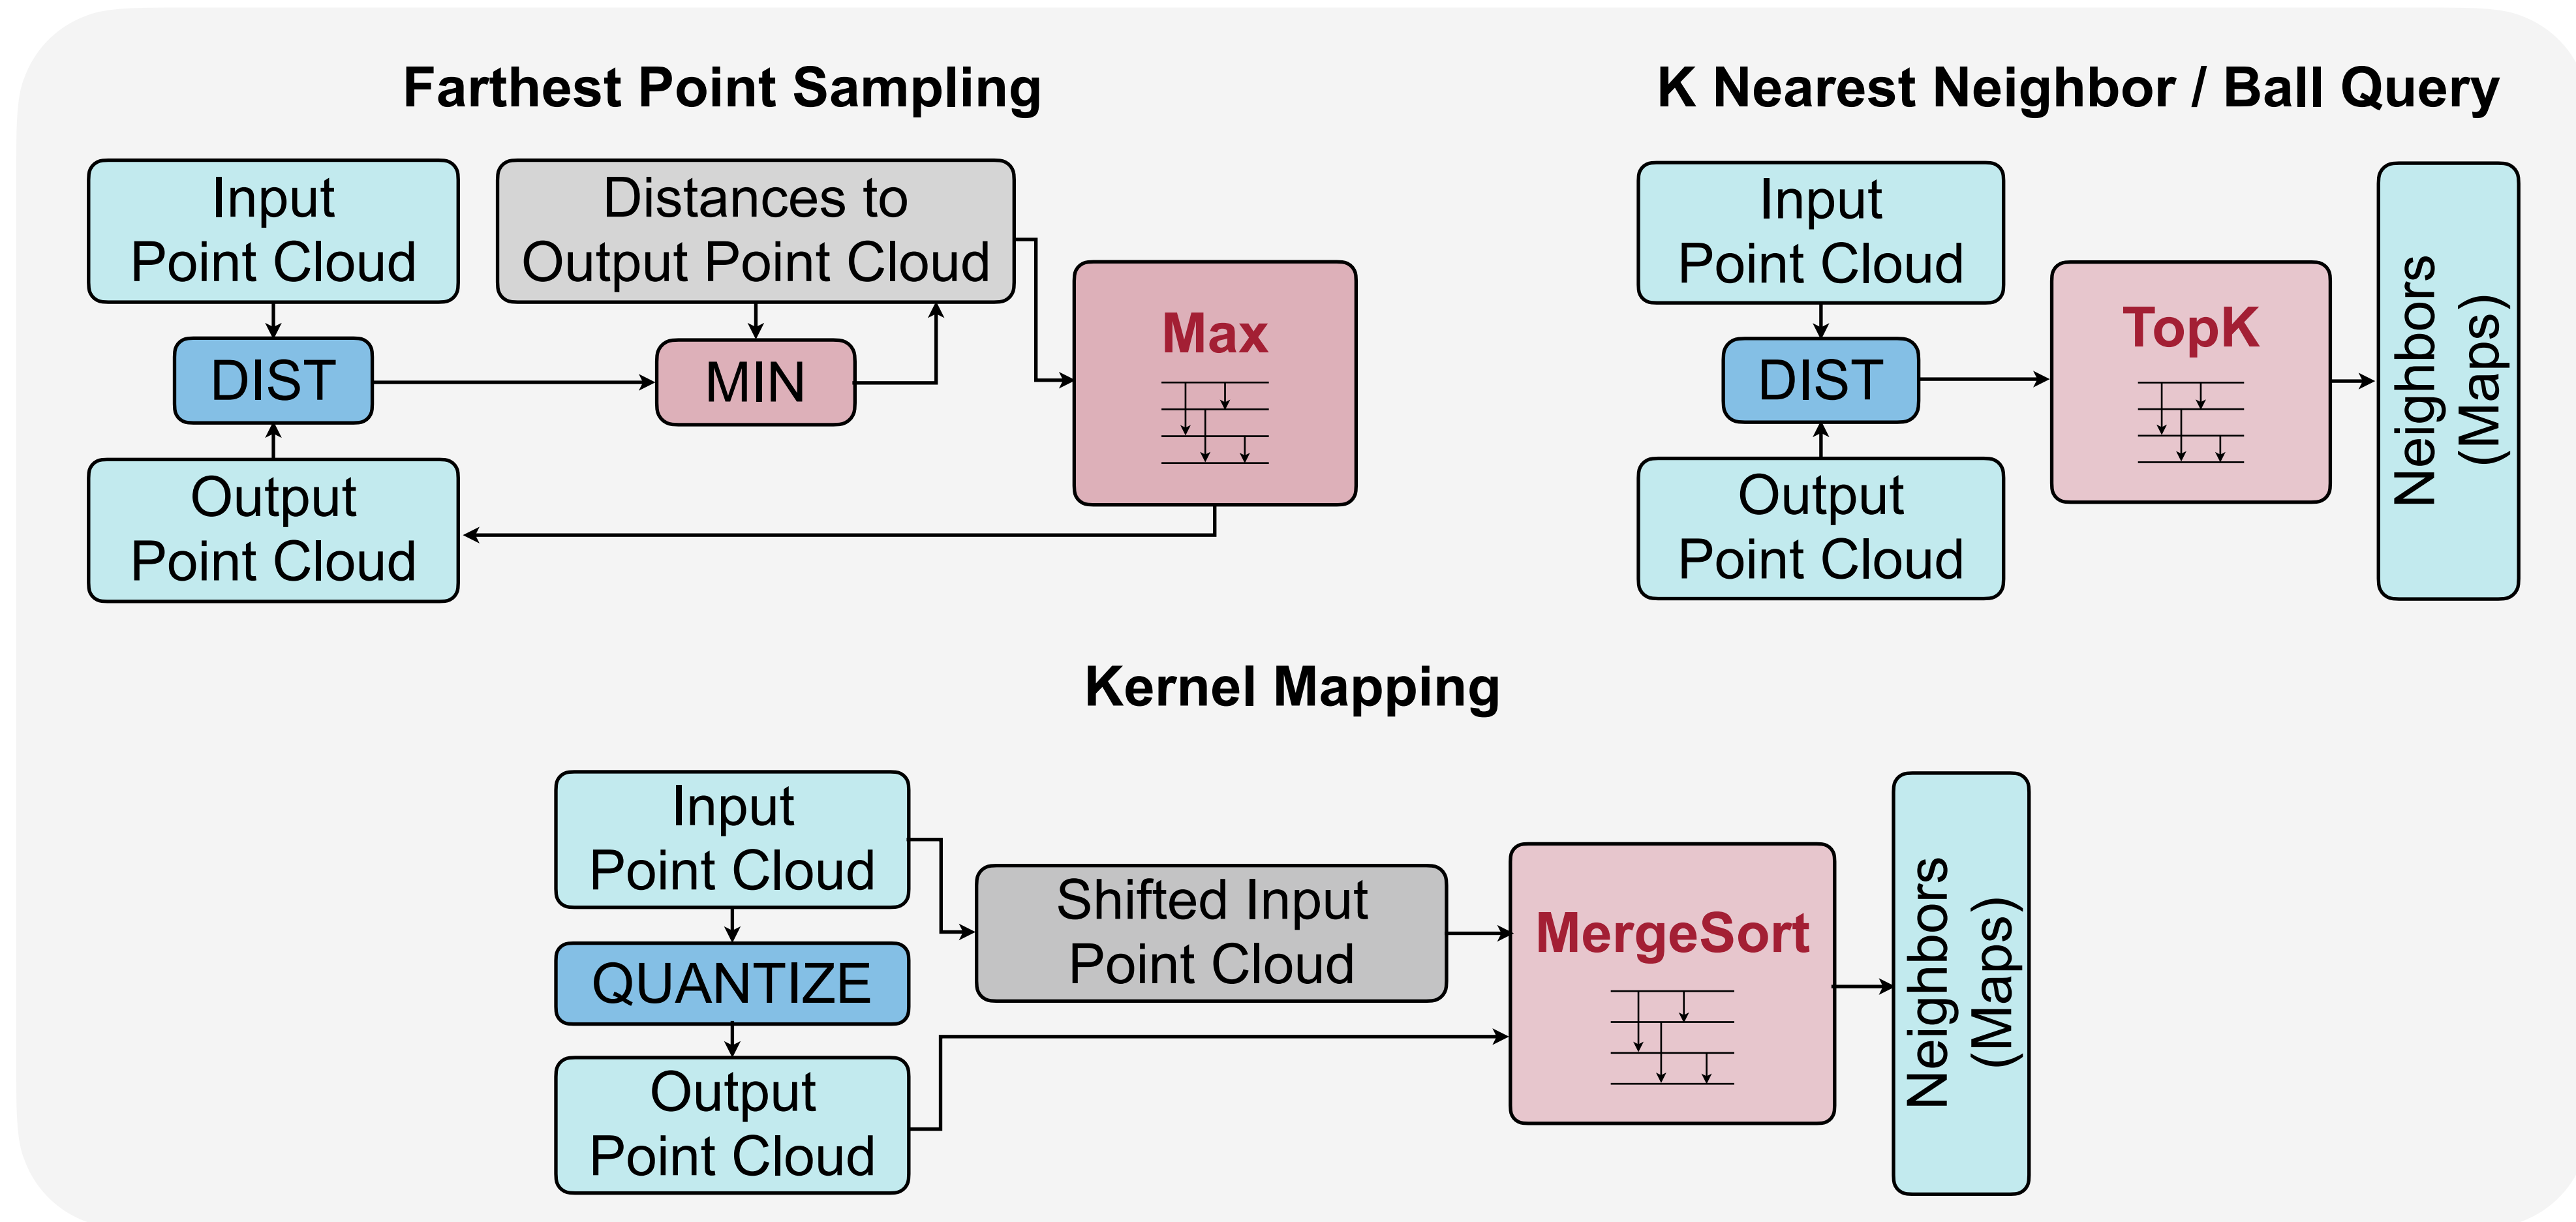 Farthest Point Sampling
Input
Point Cloud
Distances to
Output Point Cloud
DIST
MIN
Max
Output
Point Cloud
K Nearest Neighbor / Ball Query
Input
Point Cloud
DIST
TopK
Output
Point Cloud
Neighbors
(Maps)
Kernel Mapping
Input
Point Cloud
QUANTIZE
Output
Point Cloud
Shifted Input
Point Cloud
MergeSort
Neighbors
(Maps)